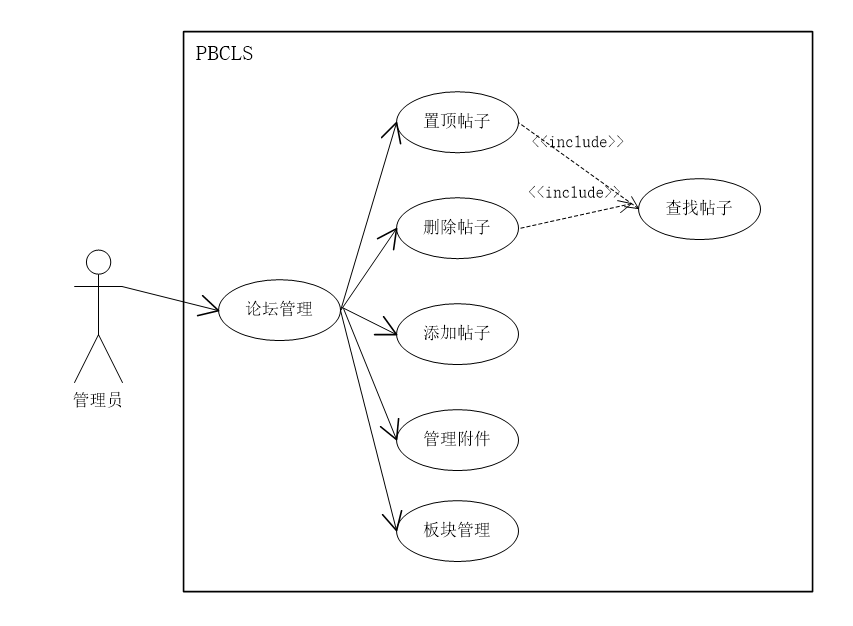 PBCLS
置顶帖子
<<include>>
<<include>>
查找帖子
删除帖子
论坛管理
添加帖子
管理员
管理附件
板块管理